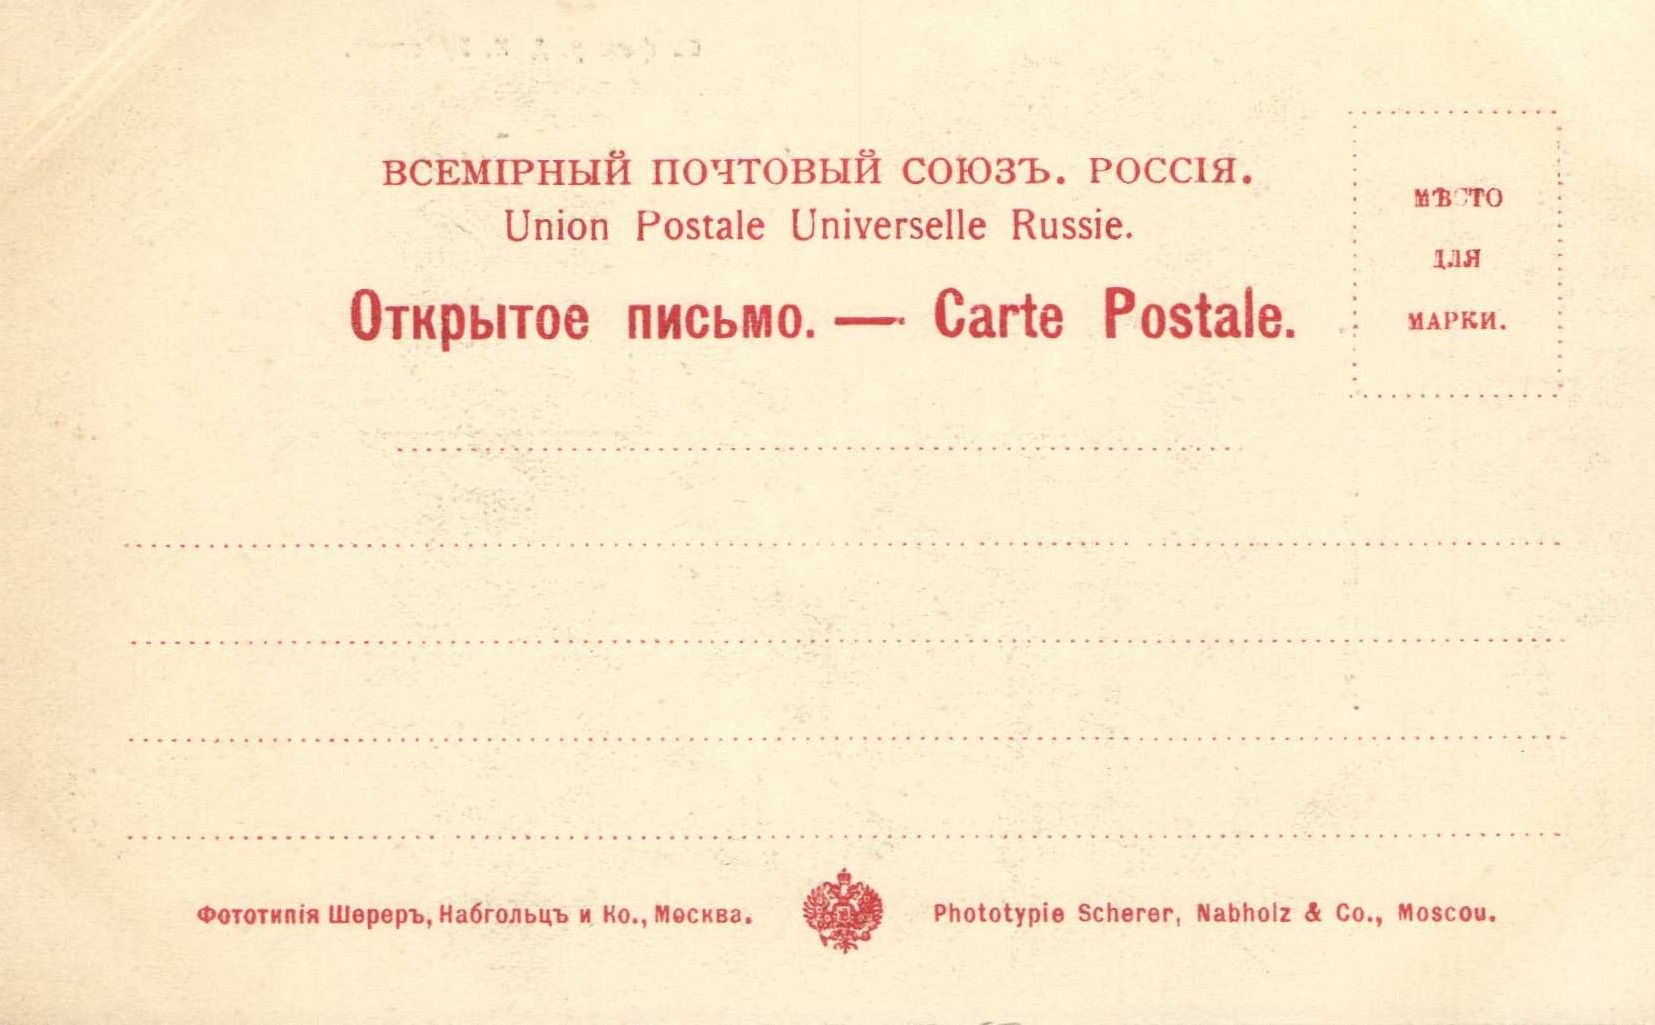 ВСЕМІРНЫЙ ПОЧТОВЫЙ СОЮЗЪ. РОССІЯ.
Union Postale Universelle Russie.
Открытое письмо. — Carte Postale.
МѢСТО
ДЛЯ
МАРКИ.
Фототипія Шереръ, Набгольцъ и Ко., Москва.
Phototypie Scherer, Nabholz & Co., Moscou.